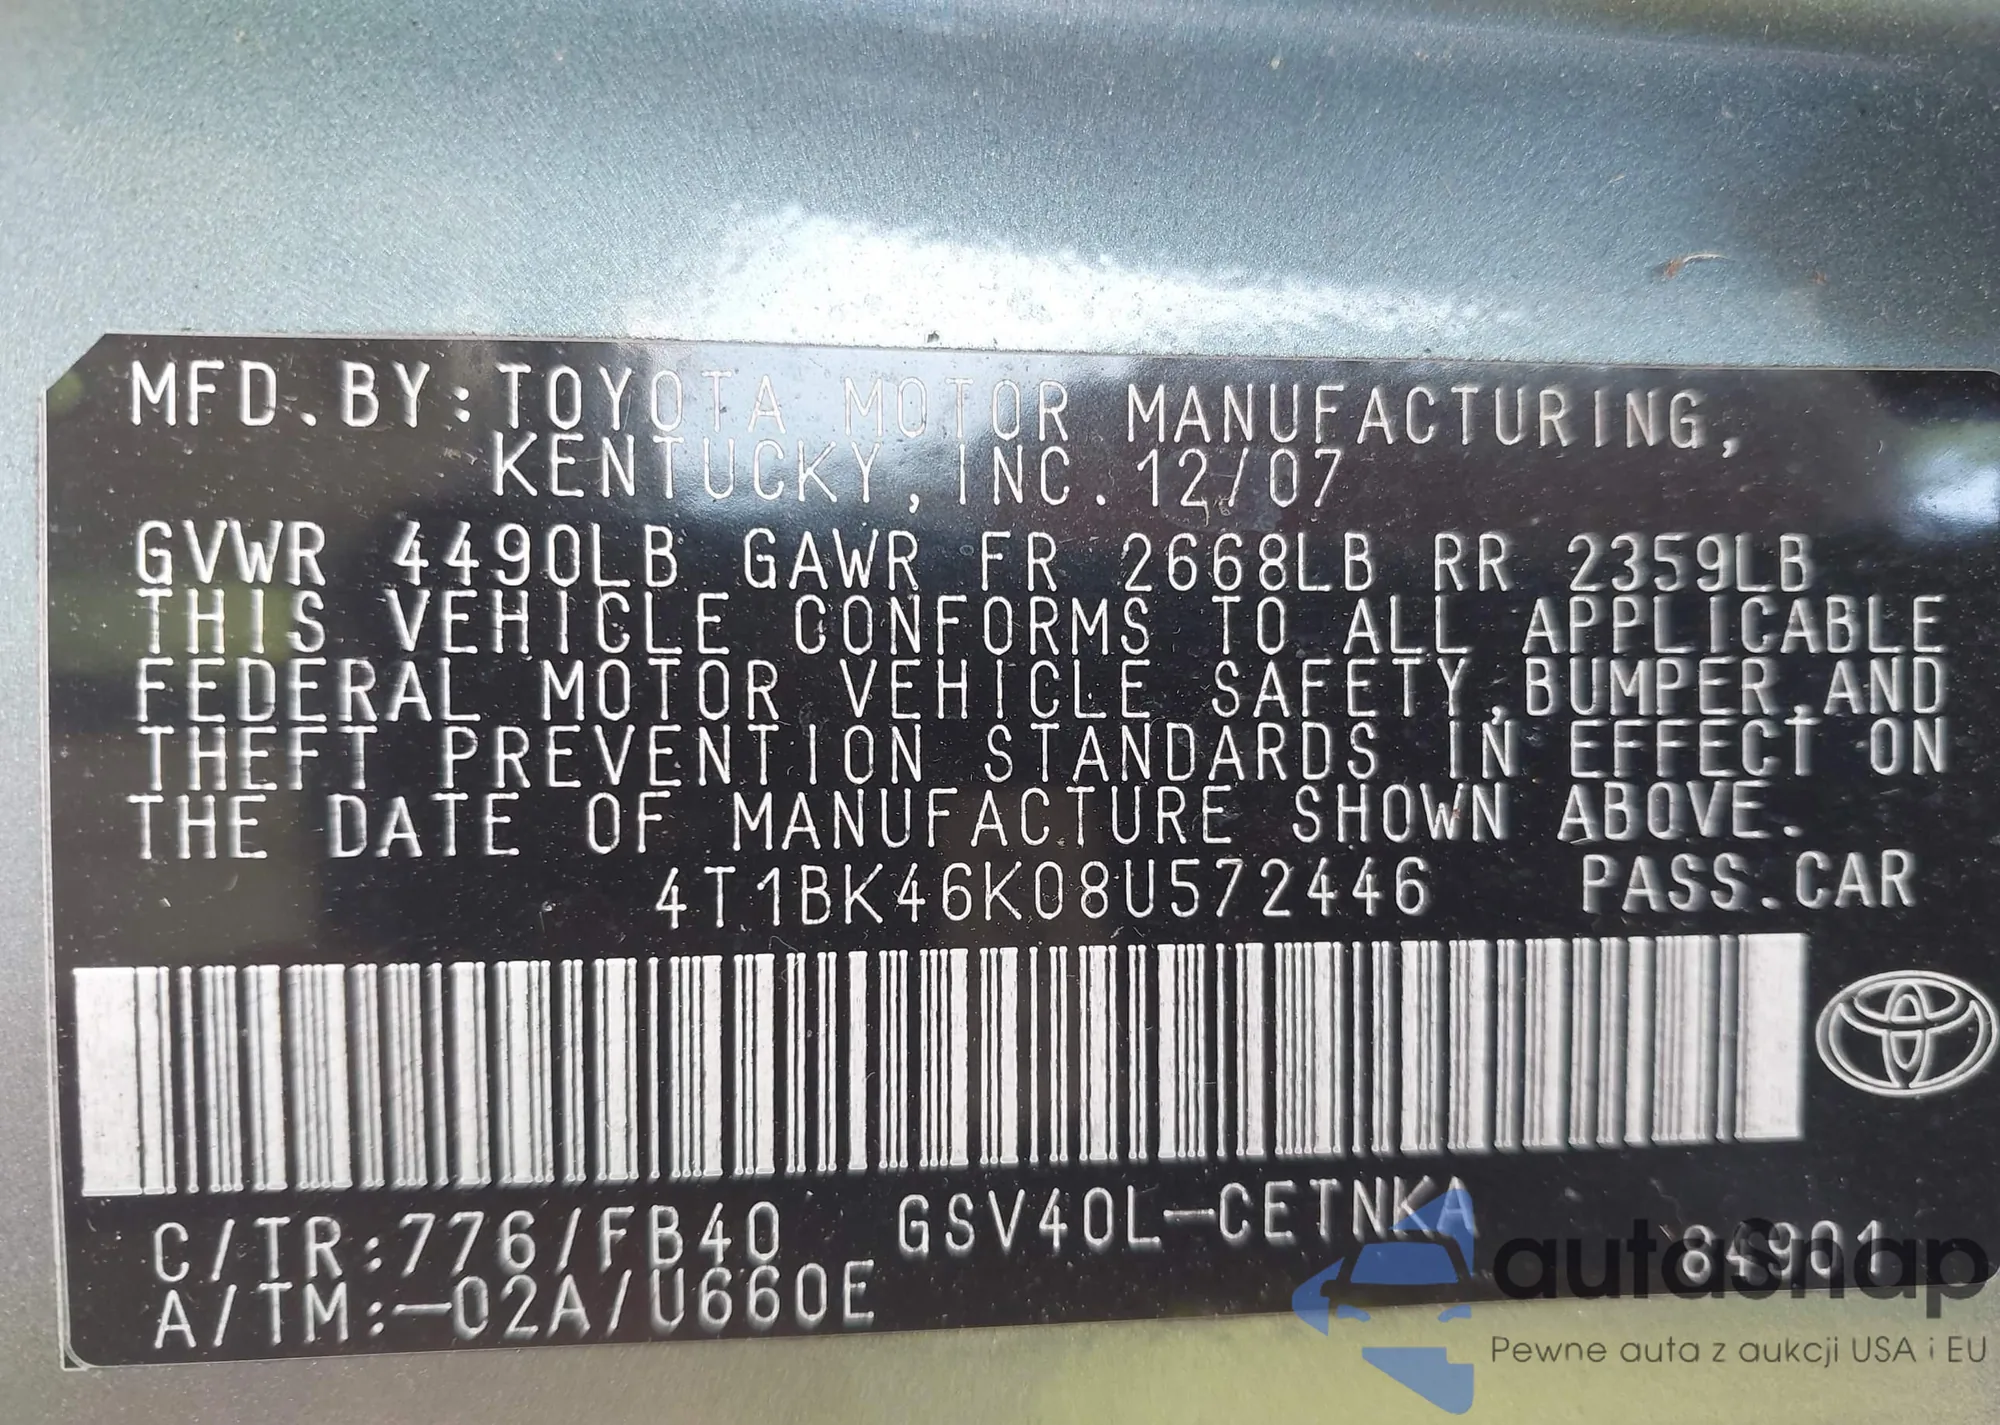 MFD.BY:TOYOTA MOTOR MANUFACTURING,
KENTUCKY, INC. 12/07
GVWR 4490LB GAWR FR 2668LB RR 2359LB
THIS VEHICLE CONFORMS TO ALL APPLICABLE
FEDERAL MOTOR VEHICLE SAFETY,BUMPER,AND
THEFT PREVENTION STANDARDS IN EFFECT ON
THE DATE OF MANUFACTURE SHOWN ABOVE.
4T1BK46K08U572446 PASS.CAR
C/TR:776/FB40 GSV40L-CETNKA
A/TM:-02A/U660E 84901
autasnap
Pewne auta z aukcji USA i EU